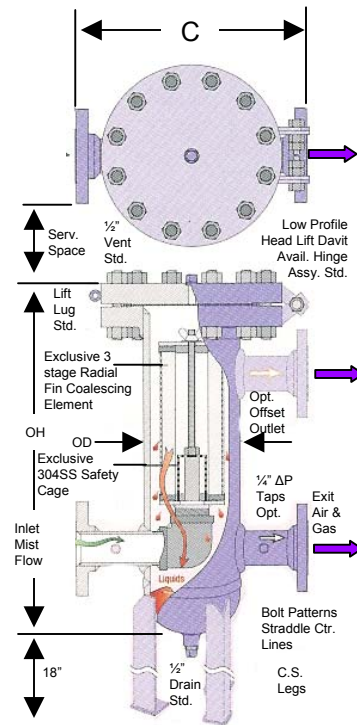 C
Serv.
Space
½"
Vent
Std.
Low Profile
Head Lift Davit
Avail. Hinge
Assy. Std.
Lift
Lug
Std.
Exclusive 3
stage Radial
Fin Coalescing
Element
OH
OD
Opt.
Offset
Outlet
Exclusive
304SS Safety
Cage
¼" ΔP
Taps
Opt.
Exit
Air &
Gas
Inlet
Mist
Flow
Liquids
Bolt Patterns
Straddle Ctr.
Lines
18"
½"
Drain
Std.
C.S.
Legs